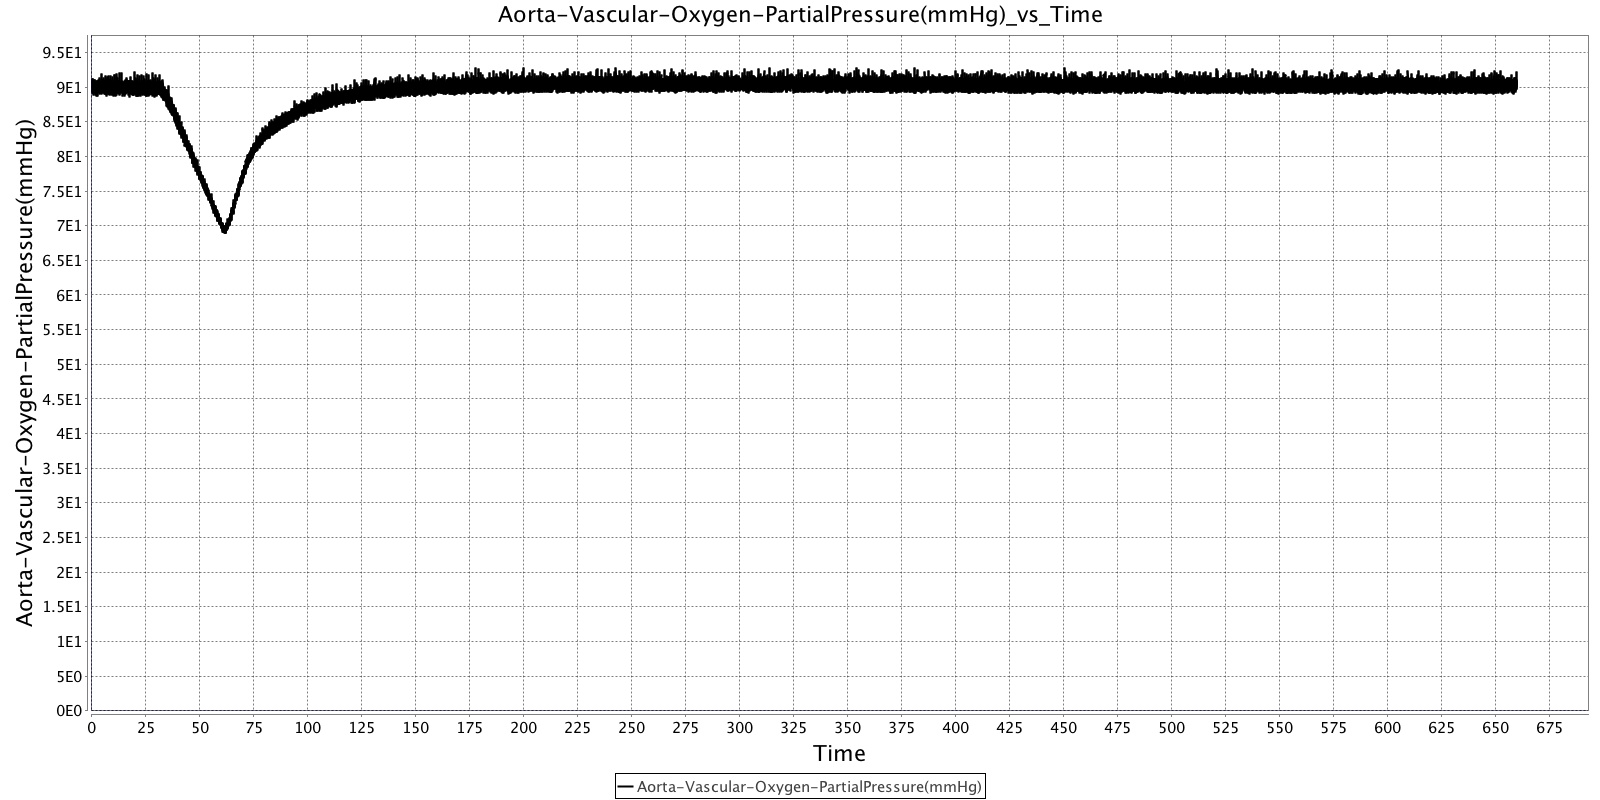 Aorta-Vascular-Oxygen-PartialPressure(mmHg)_vs_Time
Aorta-Vascular-Oxygen-PartialPressure(mmHg)
9.5E1
9E1
8.5E1
8E1
7.5E1
7E1
6.5E1
6E1
5.5E1
5E1
4.5E1
4E1
3.5E1
3E1
2.5E1
2E1
1.5E1
1E1
5E0
0E0
0 25 50 75 100 125 150 175 200 225 250 275 300 325 350 375 400 425 450 475 500 525 550 575 600 625 650 675
Time
Aorta-Vascular-Oxygen-PartialPressure(mmHg)